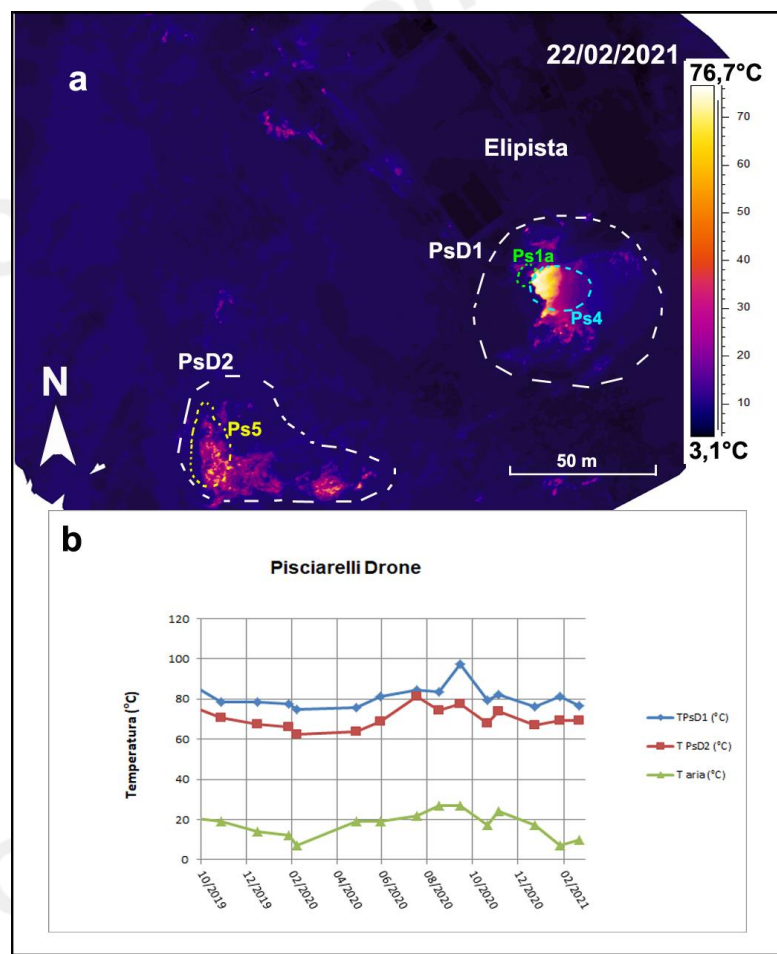 a
22/02/2021
76,7°C
70
60
50
40
30
20
10
3,1°C
Elipista
PsD1
Ps1a
Ps4
PsD2
Ps5
N
50 m
b
Pisciarelli Drone
Temperatura (°C)
120
100
80
60
40
20
0
10/2019
12/2019
02/2020
04/2020
06/2020
08/2020
10/2020
12/2020
02/2021
TPsD1 (°C)
T PsD2 (°C)
T aria (°C)